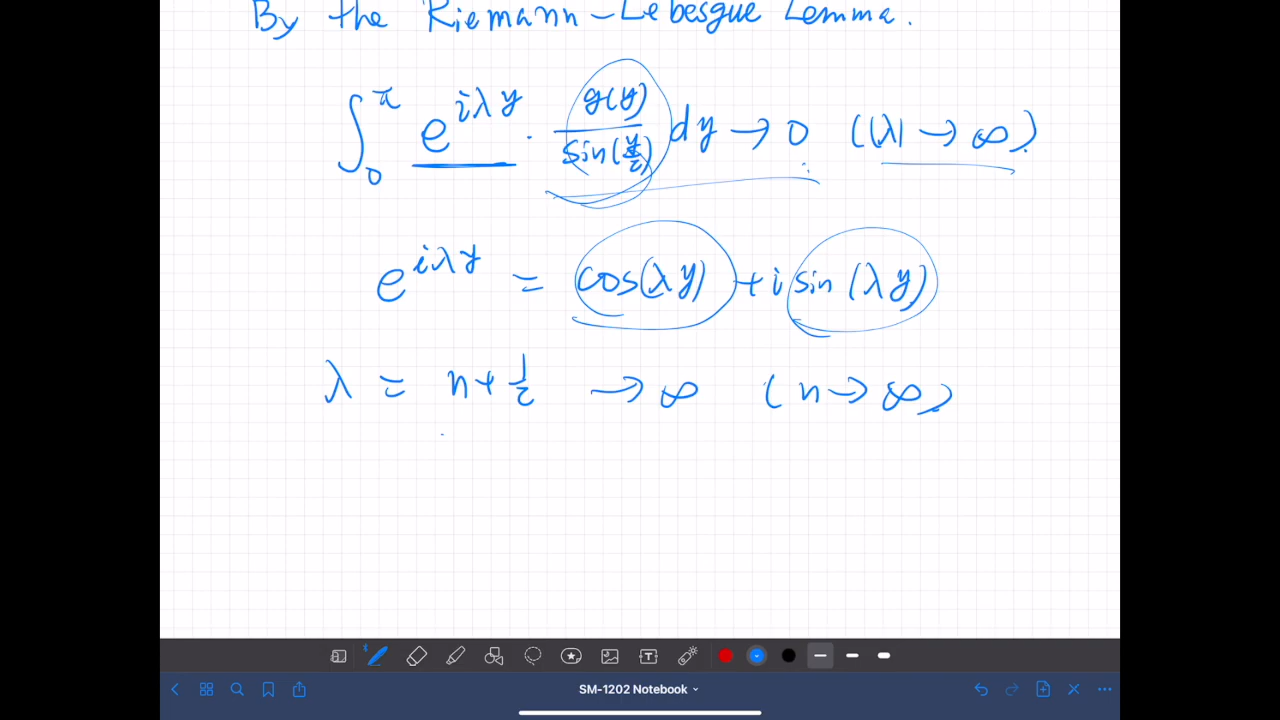 By the Riemann-Lebesgue Lemma.
∫₀^π e^{iλy} · g(y)/sin(y/2) dy → 0 (|λ| → ∞).
e^{iλy} = cos(λy) + i sin(λy)
λ = n + 1/2 → ∞ (n → ∞)
SM-1202 Notebook